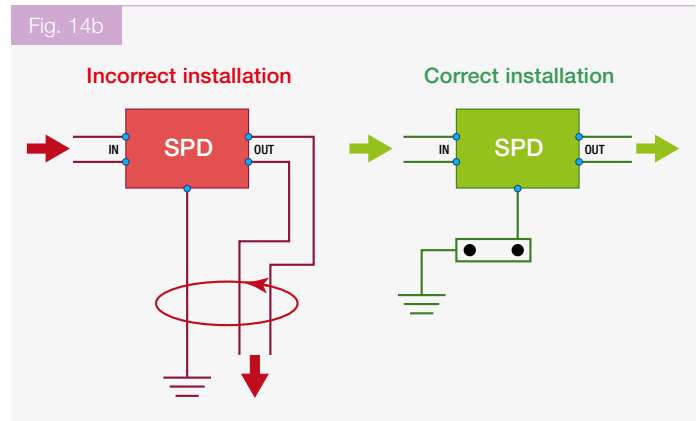 Fig. 14b
Incorrect installation
IN
SPD
OUT
Correct installation
IN
SPD
OUT